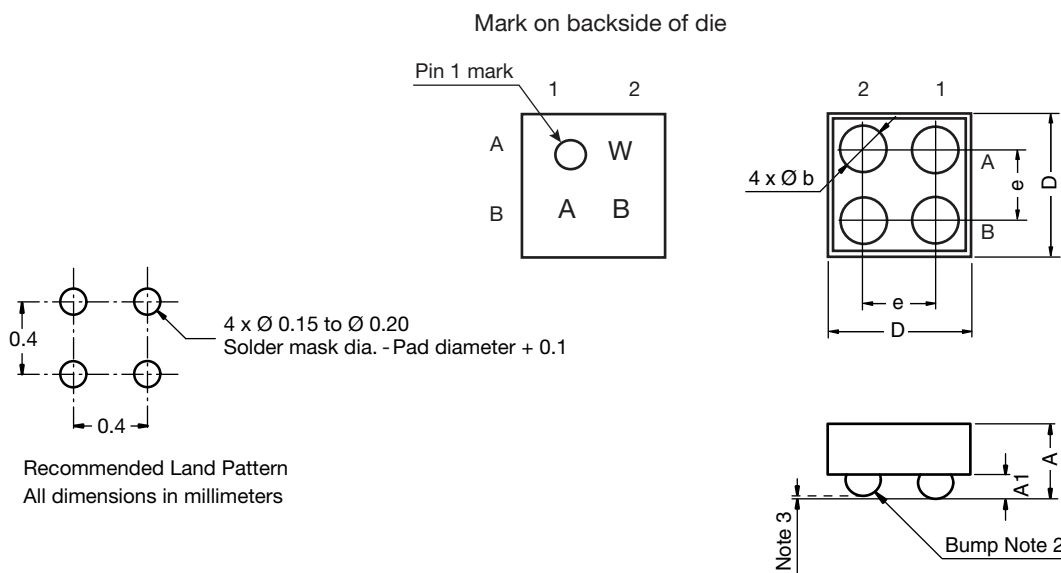 Mark on backside of die
Pin 1 mark
1 2
A W
B A B
2 1
4 x Ø b
A
B
e
D
e
D
4 x Ø 0.15 to Ø 0.20
Solder mask dia. - Pad diameter + 0.1
0.4
0.4
Recommended Land Pattern
All dimensions in millimeters
A
A1
Note 3
Bump Note 2